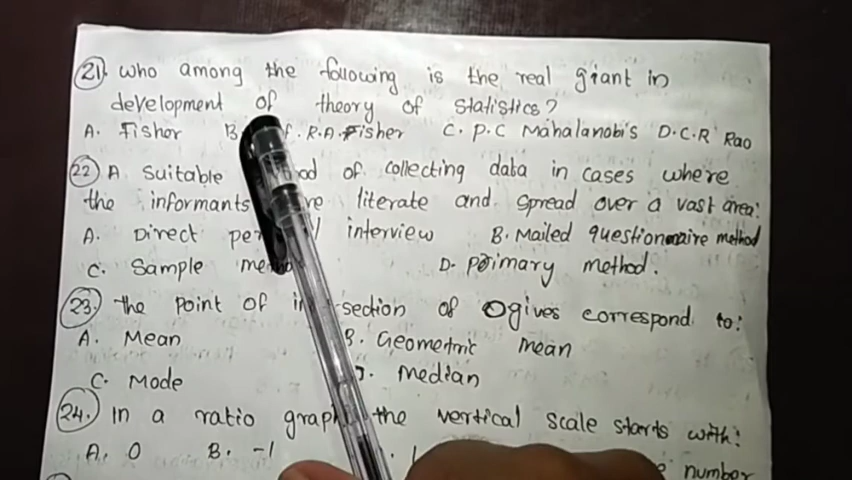 21. Who among the following is the real giant in
development of theory of Statistics?
A. Fisher B. R.A. Fisher C. P.C Mahalanobis D. C.R Rao
22 A suitable of collecting data in cases where
the informants literate and spread over a vast area:
A. Direct interview B. Mailed questionnaire method
C. Sample D. primary method.
23. the point of section of Ogives correspond to:
A. Mean B. Geometric mean
C. Mode D. Median
24. In a ratio graph the vertical scale starts with:
A. 0 B. -1 number